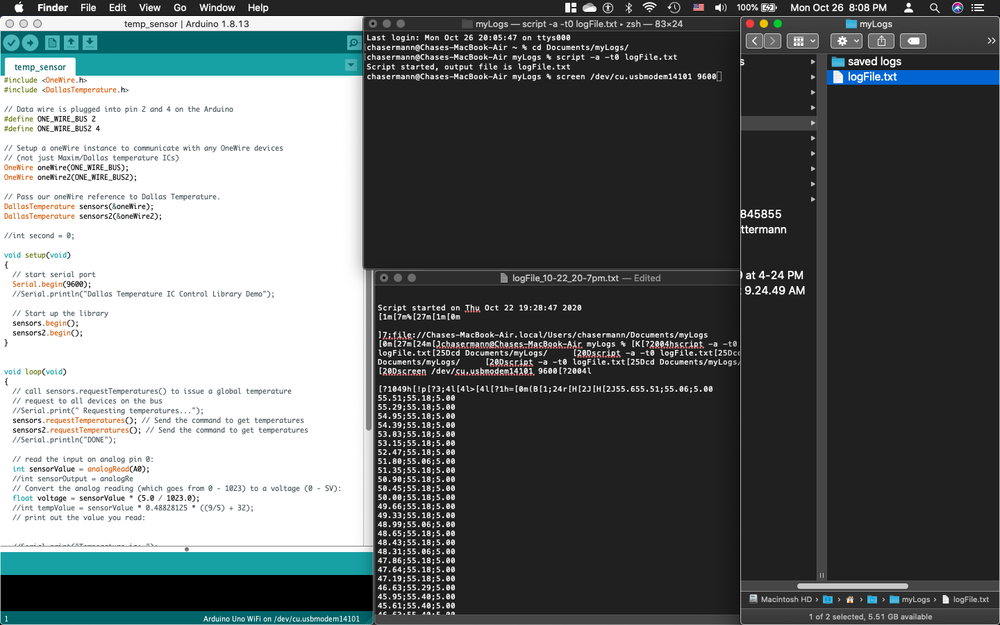 Finder File Edit View Go Window Help 100% Mon Oct 26 8:08 PM
temp_sensor | Arduino 1.8.13
temp_sensor
#include <OneWire.h>
#include <DallasTemperature.h>
// Data wire is plugged into pin 2 and 4 on the Arduino
#define ONE_WIRE_BUS 2
#define ONE_WIRE_BUS2 4
// Setup a oneWire instance to communicate with any OneWire devices
// (not just Maxim/Dallas temperature ICs)
OneWire oneWire(ONE_WIRE_BUS);
OneWire oneWire2(ONE_WIRE_BUS2);
// Pass our oneWire reference to Dallas Temperature.
DallasTemperature sensors(&oneWire);
DallasTemperature sensors2(&oneWire2);
//int second = 0;
void setup(void)
{
// start serial port
Serial.begin(9600);
//Serial.println("Dallas Temperature IC Control Library Demo");
// Start up the library
sensors.begin();
sensors2.begin();
}
void loop(void)
{
// call sensors.requestTemperatures() to issue a global temperature
// request to all devices on the bus
//Serial.print(" Requesting temperatures...");
sensors.requestTemperatures(); // Send the command to get temperatures
sensors2.requestTemperatures(); // Send the command to get temperatures
//Serial.println("DONE");
// read the input on analog pin 0:
int sensorValue = analogRead(A0);
//int sensorOutput = analogRe
// Convert the analog reading (which goes from 0 - 1023) to a voltage (0 - 5V):
float voltage = sensorValue * (5.0 / 1023.0);
//int tempValue = sensorValue * 0.48828125 * ((9/5) + 32);
// print out the value you read:
//Serial.print("Temperature is: ");
1
Arduino Uno WiFi on /dev/cu.usbmodem14101
myLogs — script -a -t0 logFile.txt ▸ zsh — 83×24
Last login: Mon Oct 26 20:05:47 on ttys000
[chasermann@Chases-MacBook-Air ~ % cd Documents/myLogs/
[chasermann@Chases-MacBook-Air myLogs % script -a -t0 logFile.txt
Script started, output file is logFile.txt
chasermann@Chases-MacBook-Air myLogs % screen /dev/cu.usbmodem14101 9600
logFile_10-22_20-7pm.txt — Edited
Script started on Thu Oct 22 19:28:47 2020
[1m[7m%[27m[1m[0m
]7;file://Chases-MacBook-Air.local/Users/chasermann/Documents/myLogs
[0m[27m[24m[Jchasermann@Chases-MacBook-Air myLogs % [K[?2004hscript -a -t0
logFile.txt[25Dcd Documents/myLogs/ [20Dscript -a -t0 logFile.txt[25Dcd
Documents/myLogs/ [20Dscript -a -t0 logFile.txt[25Dcd Documents/myLogs/
[20Dscreen /dev/cu.usbmodem14101 9600[?2004l
[?1049h[!p[?3;4l[4l>[4l[?1h=[0m(B[1;24r[H[2J[H[2J55.655.51;55.06;5.00
55.51;55.18;5.00
55.29;55.18;5.00
54.95;55.18;5.00
54.39;55.18;5.00
53.83;55.18;5.00
53.15;55.18;5.00
52.47;55.18;5.00
51.80;55.06;5.00
51.35;55.18;5.00
50.90;55.18;5.00
50.45;55.18;5.00
50.00;55.18;5.00
49.66;55.18;5.00
49.33;55.18;5.00
48.99;55.06;5.00
48.65;55.18;5.00
48.43;55.18;5.00
48.31;55.06;5.00
47.86;55.18;5.00
47.64;55.18;5.00
47.19;55.18;5.00
46.63;55.29;5.00
45.95;55.40;5.00
45.61;55.40;5.00
46.63;55.40;5.00
myLogs
s
845855
ttermann
9 at 4-24 PM
9.24.49 AM
saved logs
logFile.txt
Macintosh HD › › › › myLogs › logFile.txt
1 of 2 selected, 5.51 GB available